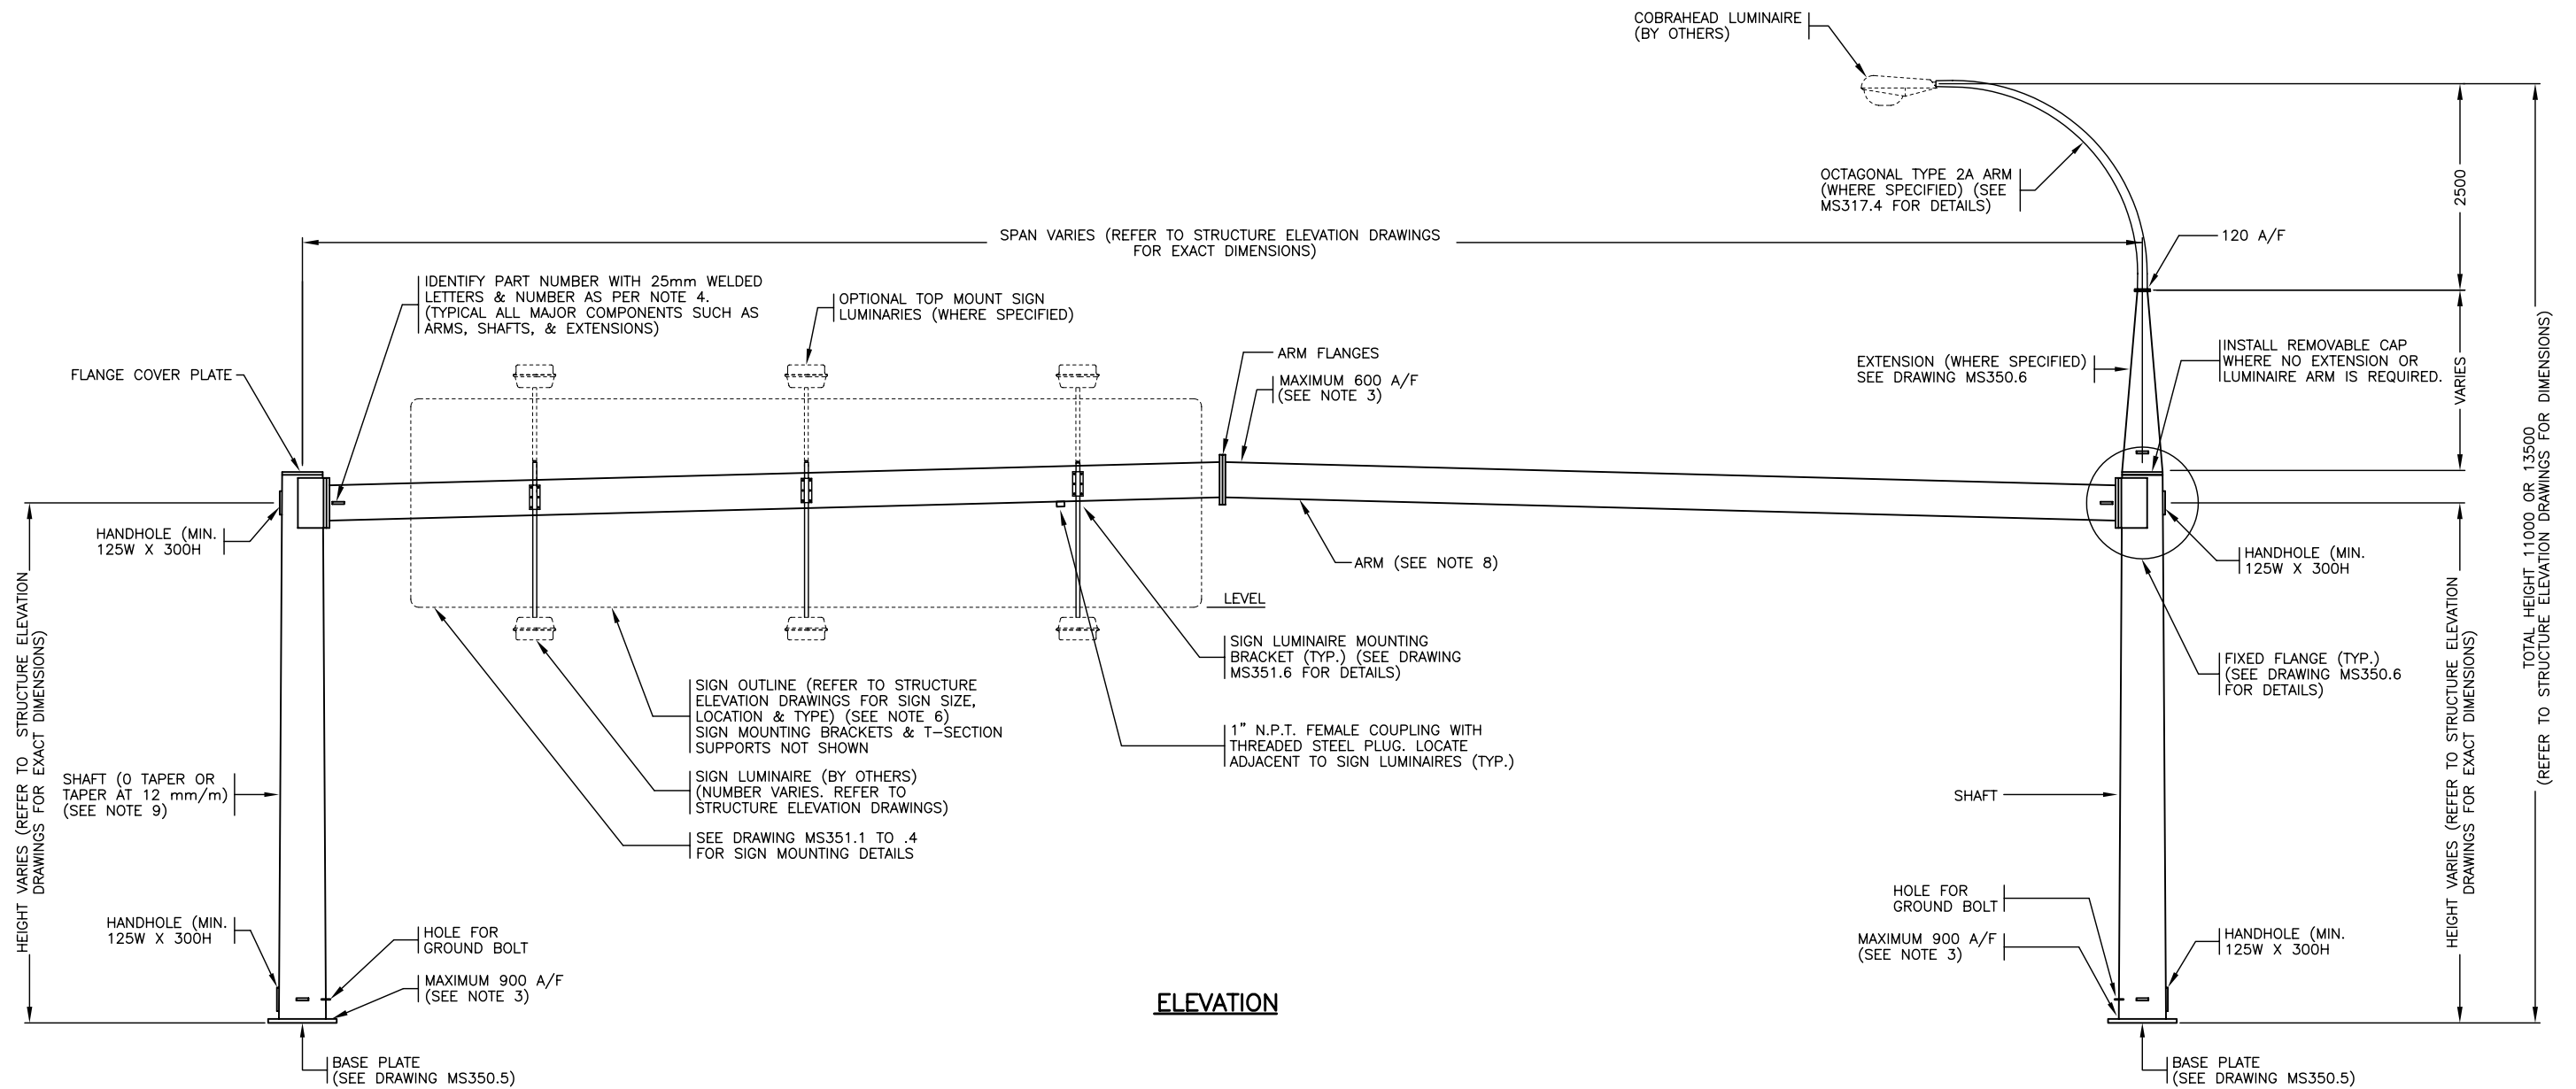 COBRAHEAD LUMINAIRE
(BY OTHERS)
OCTAGONAL TYPE 2A ARM
(WHERE SPECIFIED) (SEE
MS317.4 FOR DETAILS)
2500
SPAN VARIES (REFER TO STRUCTURE ELEVATION DRAWINGS
FOR EXACT DIMENSIONS)
120 A/F
IDENTIFY PART NUMBER WITH 25mm WELDED
LETTERS & NUMBER AS PER NOTE 4.
(TYPICAL ALL MAJOR COMPONENTS SUCH AS
ARMS, SHAFTS, & EXTENSIONS)
OPTIONAL TOP MOUNT SIGN
LUMINARIES (WHERE SPECIFIED)
FLANGE COVER PLATE
ARM FLANGES
MAXIMUM 600 A/F
(SEE NOTE 3)
EXTENSION (WHERE SPECIFIED)
SEE DRAWING MS350.6
INSTALL REMOVABLE CAP
WHERE NO EXTENSION OR
LUMINAIRE ARM IS REQUIRED.
VARIES
TOTAL HEIGHT 11000 OR 13500
(REFER TO STRUCTURE ELEVATION DRAWINGS FOR DIMENSIONS)
HANDHOLE (MIN.
125W X 300H
ARM (SEE NOTE 8)
HANDHOLE (MIN.
125W X 300H
LEVEL
HEIGHT VARIES (REFER TO STRUCTURE ELEVATION
DRAWINGS FOR EXACT DIMENSIONS)
SIGN LUMINAIRE MOUNTING
BRACKET (TYP.) (SEE DRAWING
MS351.6 FOR DETAILS)
FIXED FLANGE (TYP.)
(SEE DRAWING MS350.6
FOR DETAILS)
HEIGHT VARIES (REFER TO STRUCTURE ELEVATION
DRAWINGS FOR EXACT DIMENSIONS)
SIGN OUTLINE (REFER TO STRUCTURE
ELEVATION DRAWINGS FOR SIGN SIZE,
LOCATION & TYPE) (SEE NOTE 6)
SIGN MOUNTING BRACKETS & T-SECTION
SUPPORTS NOT SHOWN
1" N.P.T. FEMALE COUPLING WITH
THREADED STEEL PLUG. LOCATE
ADJACENT TO SIGN LUMINAIRES (TYP.)
SHAFT (0 TAPER OR
TAPER AT 12 mm/m)
(SEE NOTE 9)
SIGN LUMINAIRE (BY OTHERS)
(NUMBER VARIES. REFER TO
STRUCTURE ELEVATION DRAWINGS)
SHAFT
SEE DRAWING MS351.1 TO .4
FOR SIGN MOUNTING DETAILS
HANDHOLE (MIN.
125W X 300H
HOLE FOR
GROUND BOLT
MAXIMUM 900 A/F
(SEE NOTE 3)
HOLE FOR
GROUND BOLT
MAXIMUM 900 A/F
(SEE NOTE 3)
HANDHOLE (MIN.
125W X 300H
ELEVATION
BASE PLATE
(SEE DRAWING MS350.5)
BASE PLATE
(SEE DRAWING MS350.5)